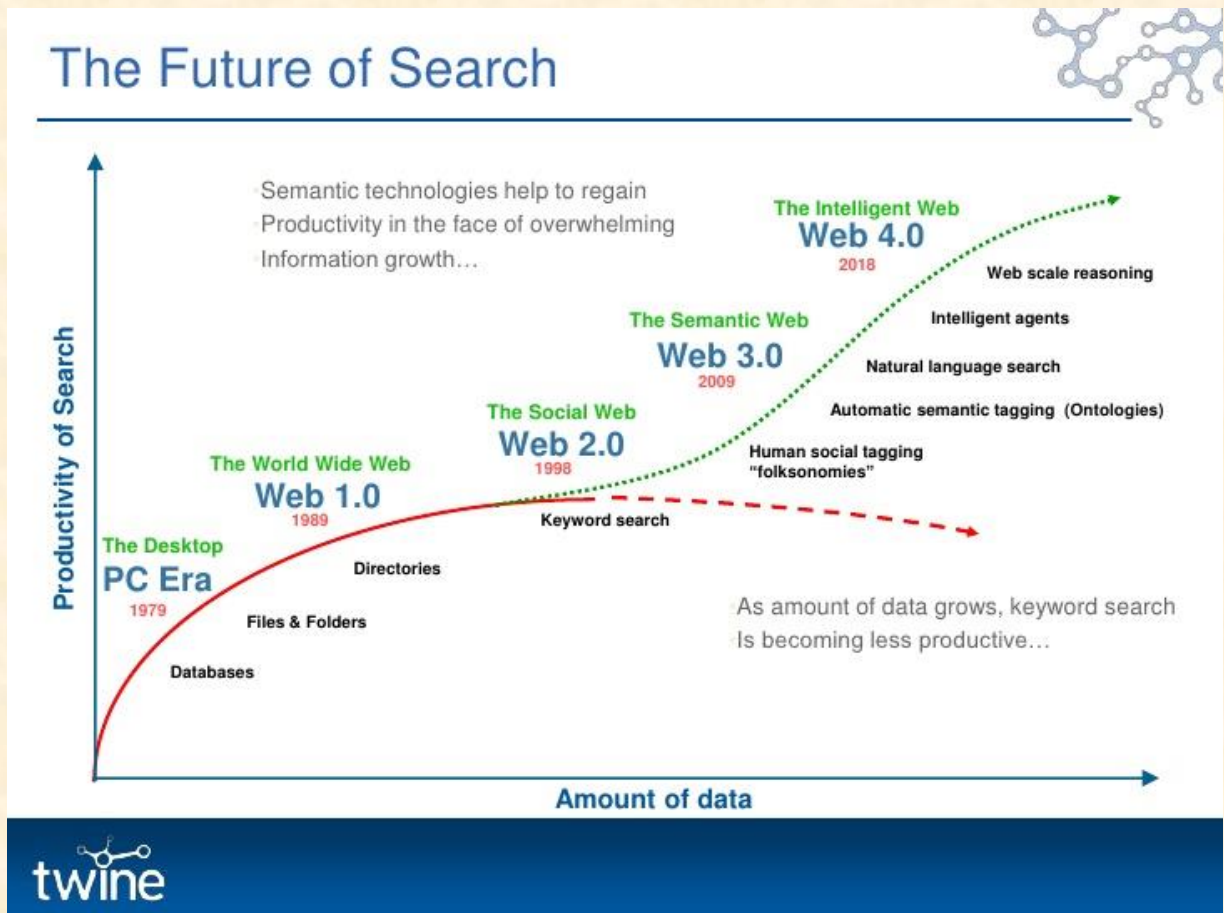 The Future of Search
Semantic technologies help to regain
Productivity in the face of overwhelming
Information growth…
The Intelligent Web
Web 4.0
2018
Web scale reasoning
Intelligent agents
The Semantic Web
Web 3.0
2009
Natural language search
Automatic semantic tagging (Ontologies)
The Social Web
Web 2.0
1998
Human social tagging
“folksonomies”
The World Wide Web
Web 1.0
1989
Keyword search
The Desktop
PC Era
1979
Directories
Files & Folders
Databases
As amount of data grows, keyword search
Is becoming less productive…
Productivity of Search
Amount of data
twine